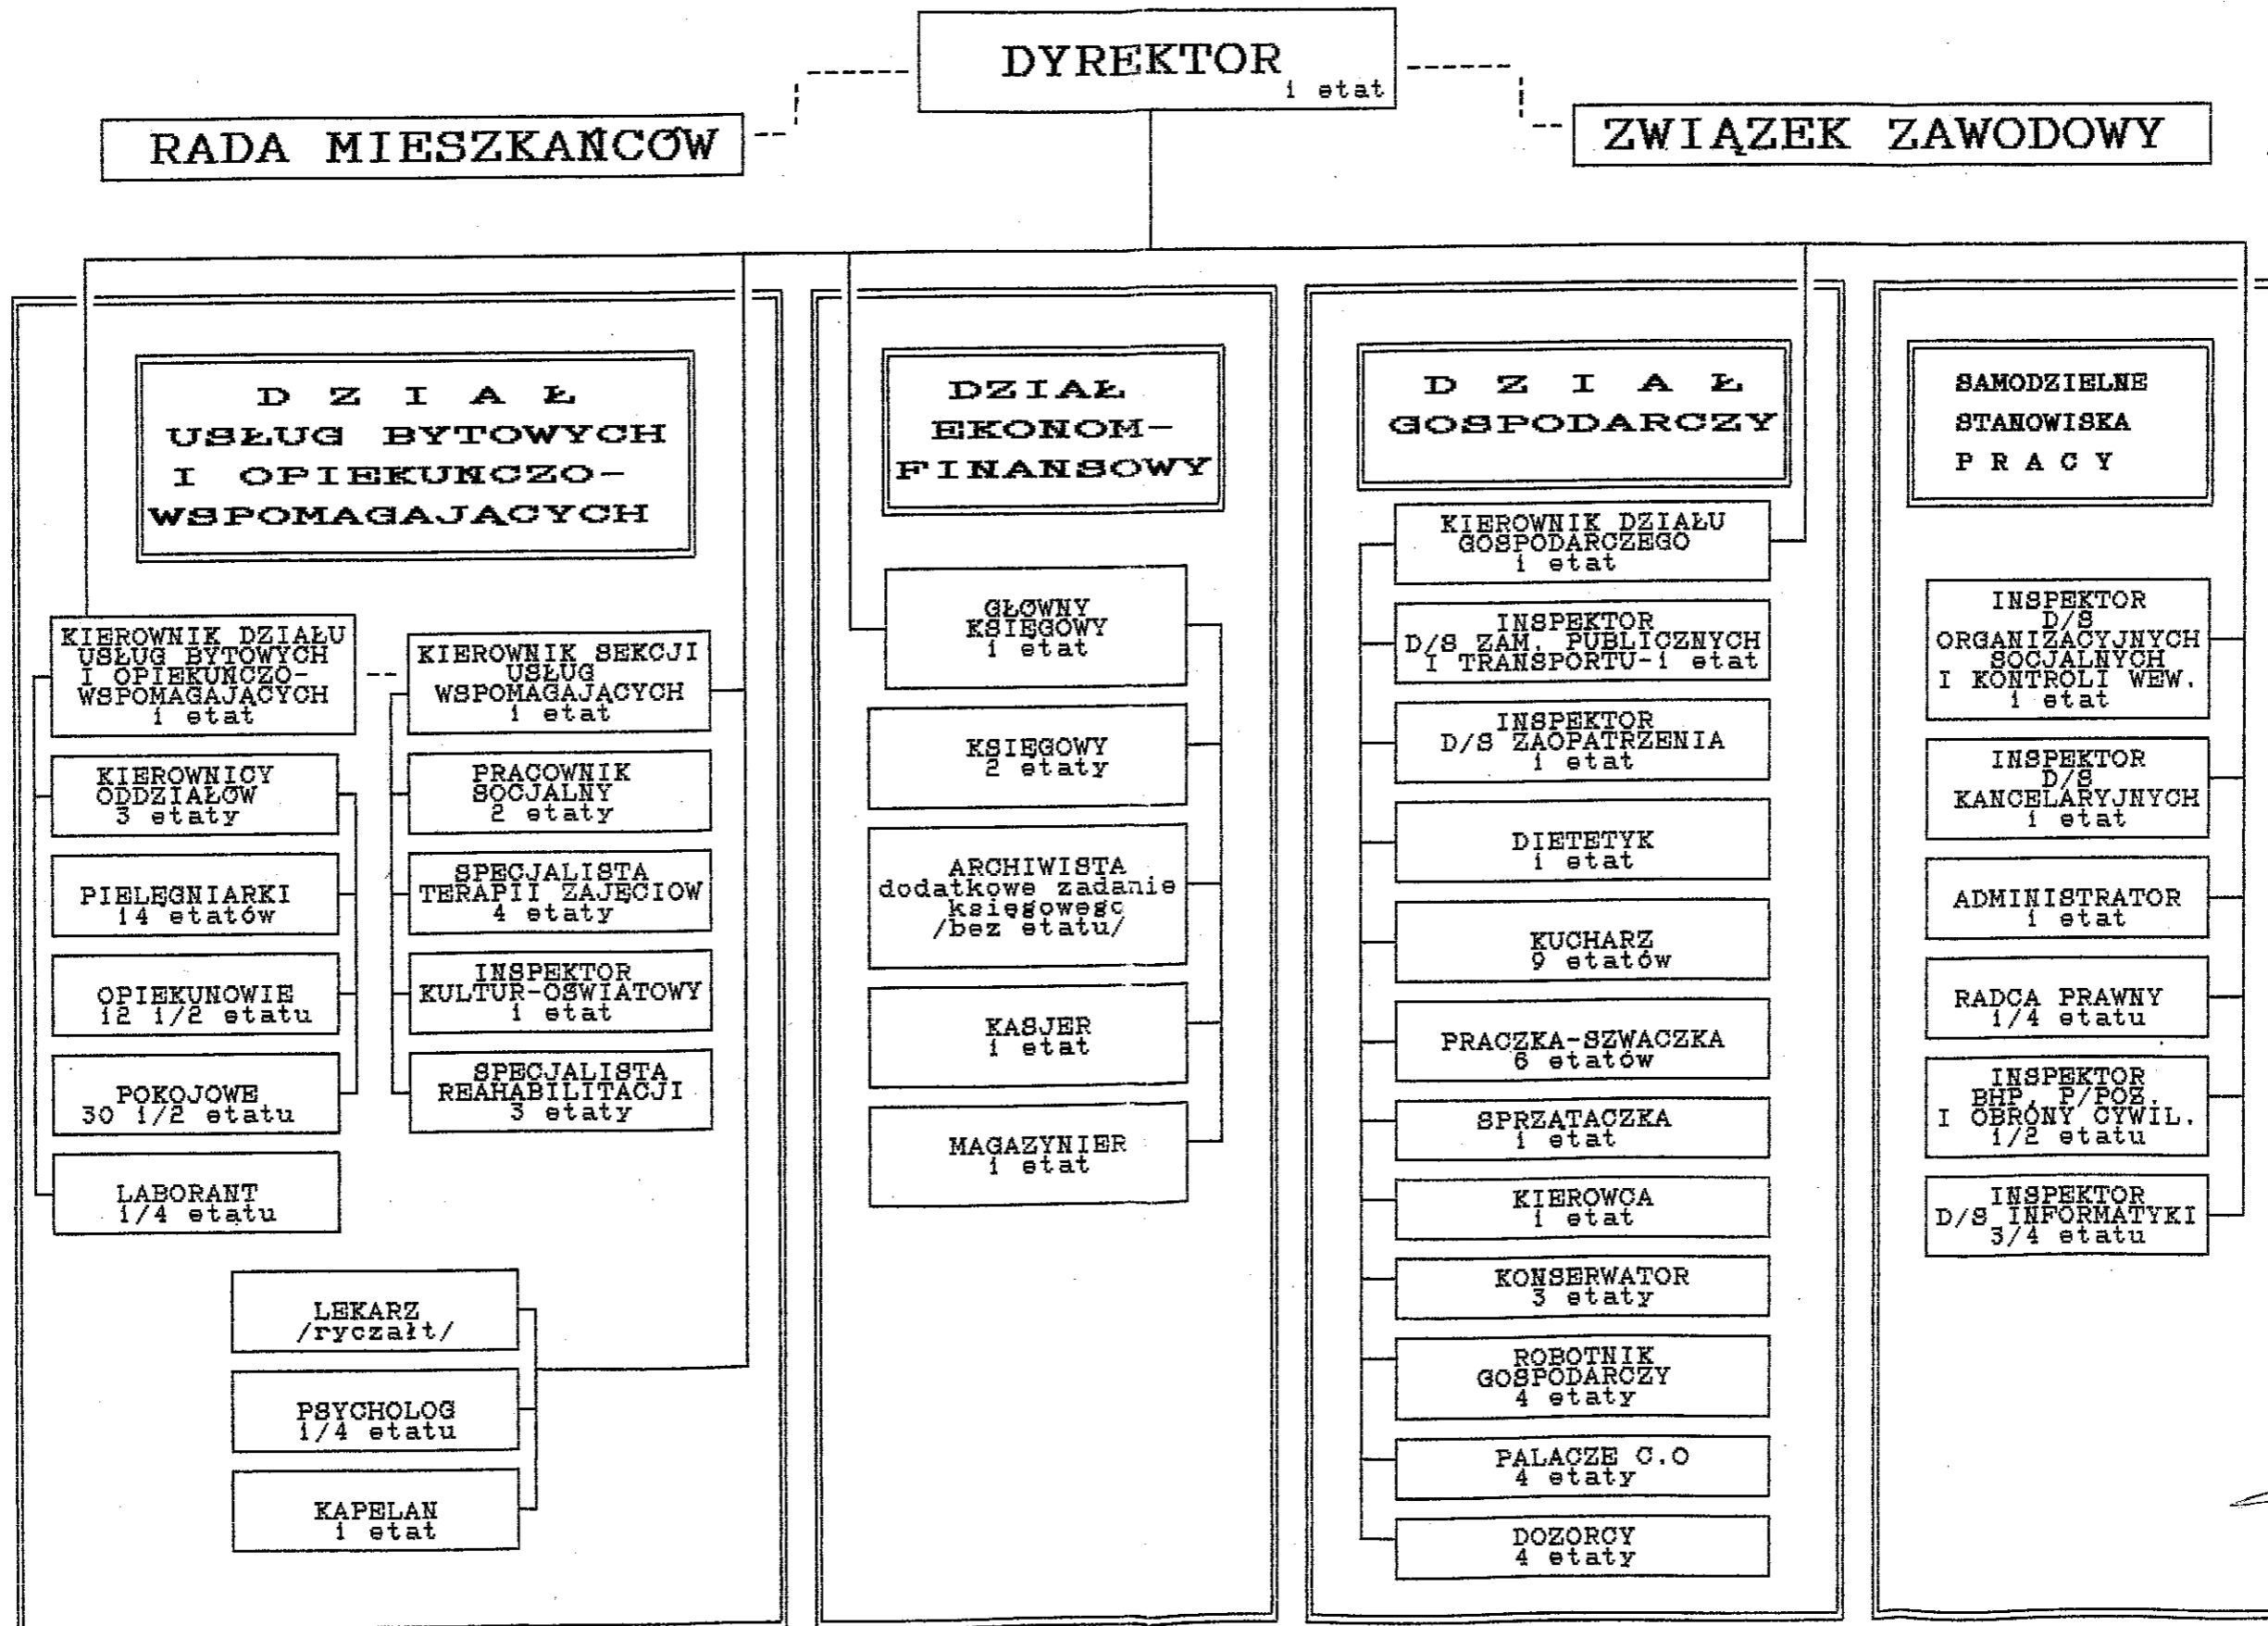 DYREKTOR
1 etat
RADA MIESZKAŃCÓW
ZWIĄZEK ZAWODOWY
D Z I A Ł
USŁUG BYTOWYCH
I OPIEKUŃCZO-
WSPOMAGAJĄCYCH
KIEROWNIK DZIAŁU
USŁUG BYTOWYCH
I OPIEKUŃCZO-
WSPOMAGAJĄCYCH
1 etat
KIEROWNICY
ODDZIAŁÓW
3 etaty
PIELĘGNIARKI
14 etatów
OPIEKUNOWIE
12 1/2 etatu
POKOJOWE
30 1/2 etatu
LABORANT
1/4 etatu
KIEROWNIK SEKCJI
USŁUG
WSPOMAGAJĄCYCH
1 etat
PRACOWNIK
SOCJALNY
2 etaty
SPECJALISTA
TERAPII ZAJĘCIOW
4 etaty
INSPEKTOR
KULTUR-OŚWIATOWY
1 etat
SPECJALISTA
REAHABILITACJI
3 etaty
LEKARZ
/ryczałt/
PSYCHOLOG
1/4 etatu
KAPELAN
1 etat
DZIAŁ
EKONOM-
FINANSOWY
GŁÓWNY
KSIĘGOWY
1 etat
KSIĘGOWY
2 etaty
ARCHIWISTA
dodatkowe zadanie
księgowego
/bez etatu/
KASJER
1 etat
MAGAZYNIER
1 etat
D Z I A Ł
GOSPODARCZY
KIEROWNIK DZIAŁU
GOSPODARCZEGO
1 etat
INSPEKTOR
D/S ZAM. PUBLICZNYCH
I TRANSPORTU-1 etat
INSPEKTOR
D/S ZAOPATRZENIA
1 etat
DIETETYK
1 etat
KUCHARZ
9 etatów
PRACZKA-SZWACZKA
6 etatów
SPRZĄTACZKA
1 etat
KIEROWCA
1 etat
KONSERWATOR
3 etaty
ROBOTNIK
GOSPODARCZY
4 etaty
PALACZE C.O
4 etaty
DOZORCY
4 etaty
SAMODZIELNE
STANOWISKA
P R A C Y
INSPEKTOR
D/S
ORGANIZACYJNYCH
SOCJALNYCH
I KONTROLI WEW.
1 etat
INSPEKTOR
D/S
KANCELARYJNYCH
1 etat
ADMINISTRATOR
1 etat
RADCA PRAWNY
1/4 etatu
INSPEKTOR
BHP, P/POŻ.
I OBRONY CYWIL.
1/2 etatu
INSPEKTOR
D/S INFORMATYKI
3/4 etatu